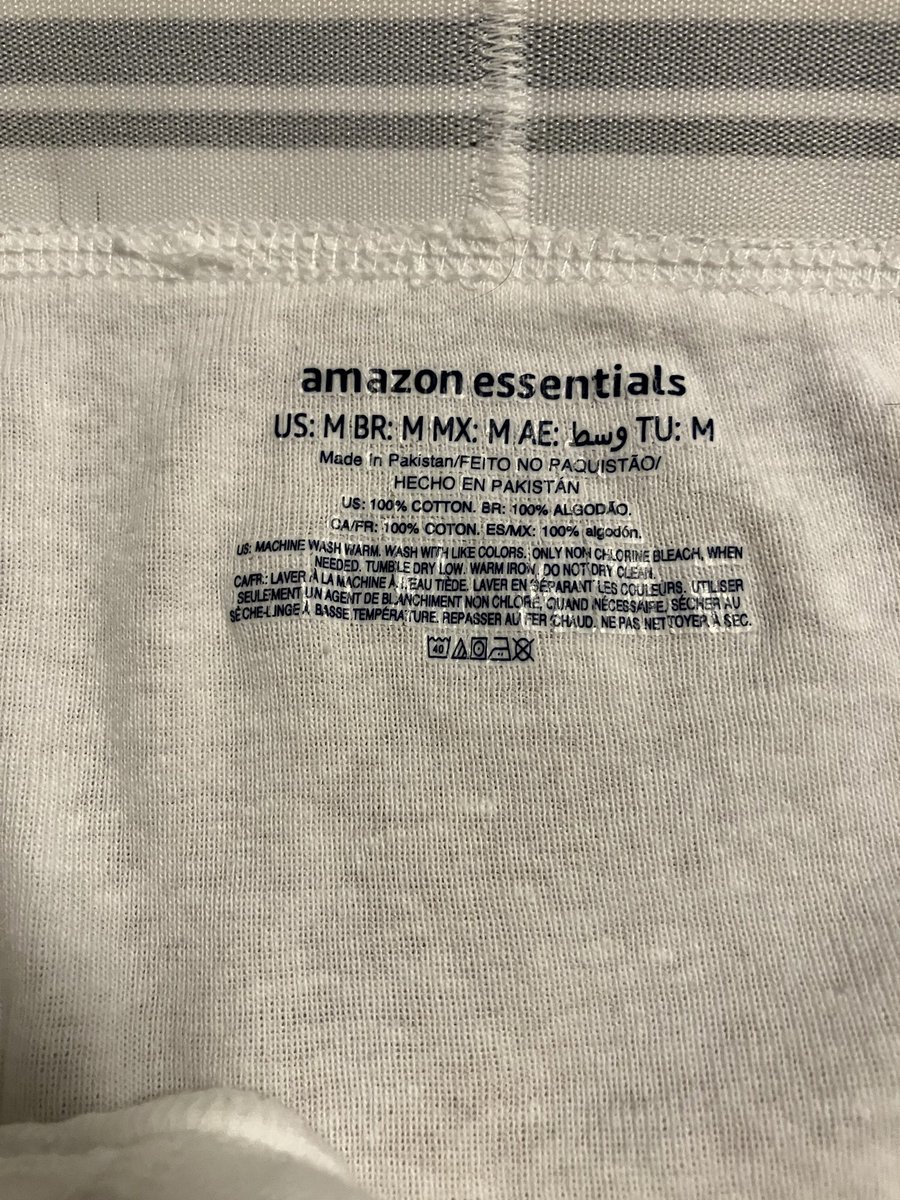 amazon essentials
US: M BR: M MX: M AE: وسط TU: M
Made in Pakistan/FEITO NO PAQUISTÃO/
HECHO EN PAKISTÁN
US: 100% COTTON. BR: 100% ALGODÃO.
CA/FR: 100% COTON. ES/MX: 100% algodón.
US: MACHINE WASH WARM. WASH WITH LIKE COLORS. ONLY NON CHLORINE BLEACH, WHEN
NEEDED. TUMBLE DRY LOW. WARM IRON. DO NOT DRY CLEAN.
CA/FR.: LAVER À LA MACHINE À L'EAU TIÈDE. LAVER EN SÉPARANT LES COULEURS. UTILISER
SEULEMENT UN AGENT DE BLANCHIMENT NON CHLORÉ, QUAND NÉCESSAIRE, SÉCHER AU
SÈCHE-LINGE À BASSE TEMPÉRATURE. REPASSER AU FER CHAUD. NE PAS NETTOYER À SEC.
40